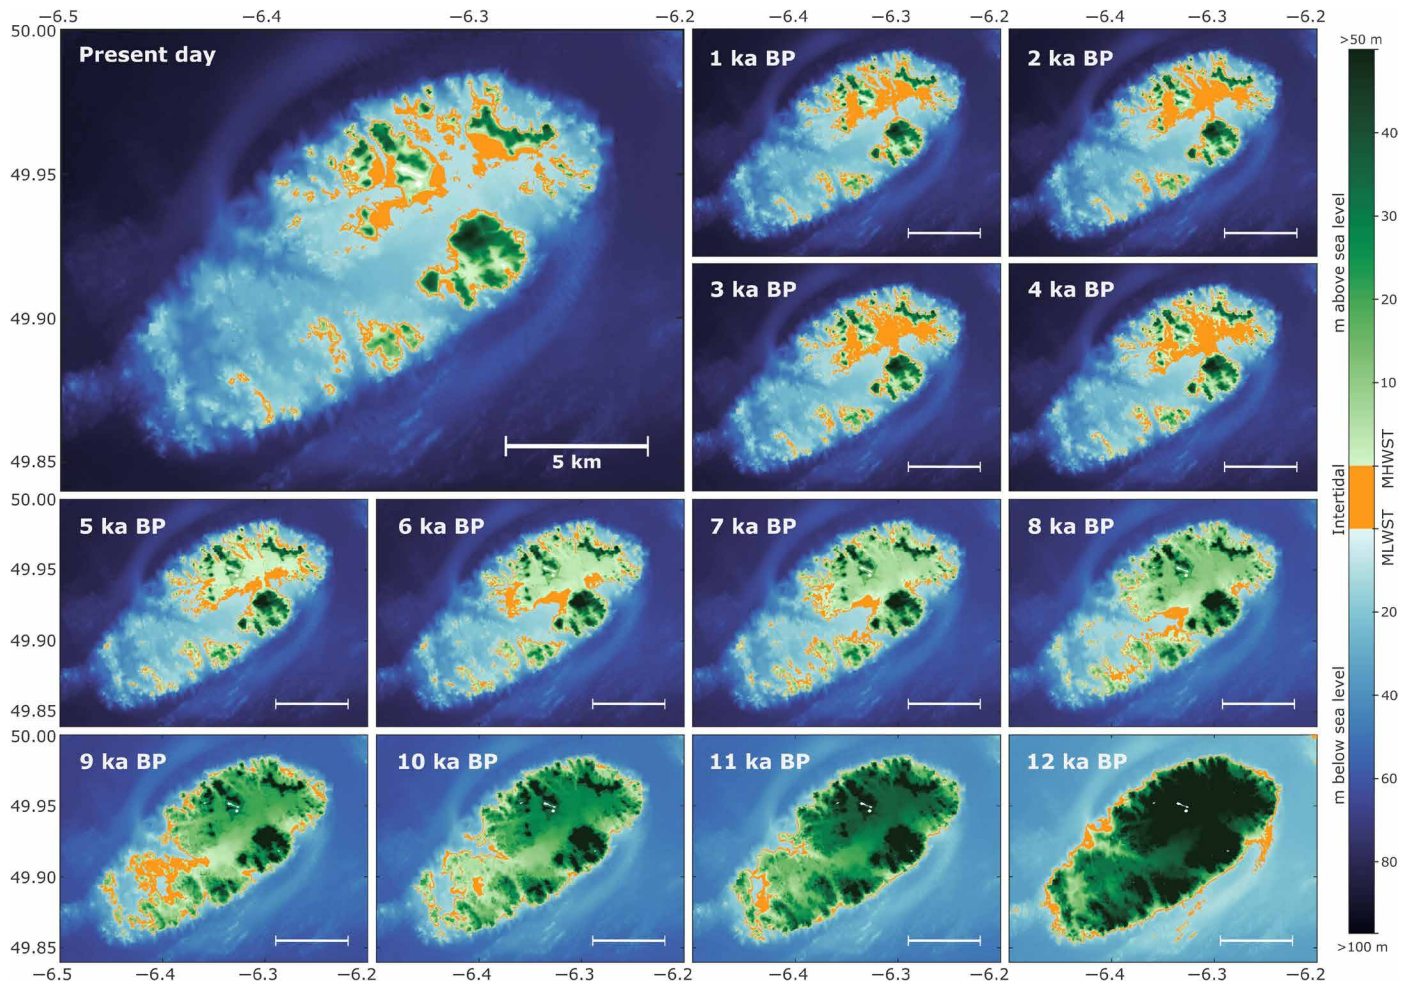 −6.5 −6.4 −6.3 −6.2 −6.4 −6.3 −6.2 −6.4 −6.3 −6.2
50.00
49.95
49.90
49.85
Present day
5 km
1 ka BP
2 ka BP
3 ka BP
4 ka BP
50.00
49.95
49.90
49.85
5 ka BP
6 ka BP
7 ka BP
8 ka BP
50.00
49.95
49.90
49.85
9 ka BP
10 ka BP
11 ka BP
12 ka BP
−6.5 −6.4 −6.3 −6.2 −6.4 −6.3 −6.2 −6.4 −6.3 −6.2 −6.4 −6.3 −6.2
>50 m
40
30
20
10
20
40
60
80
>100 m
m above sea level
Intertidal
MHWST
MLWST
m below sea level